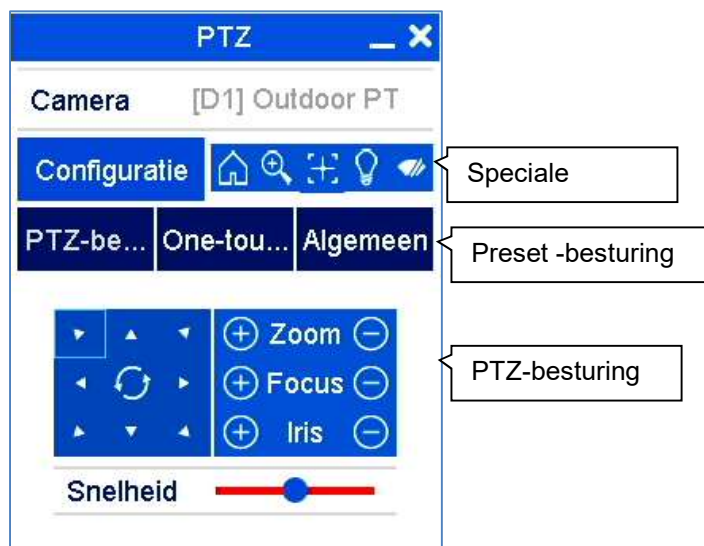 PTZ
Camera [D1] Outdoor PT
Configuratie
Speciale
PTZ-be... One-tou... Algemeen
Preset -besturing
Zoom
Focus
Iris
PTZ-besturing
Snelheid